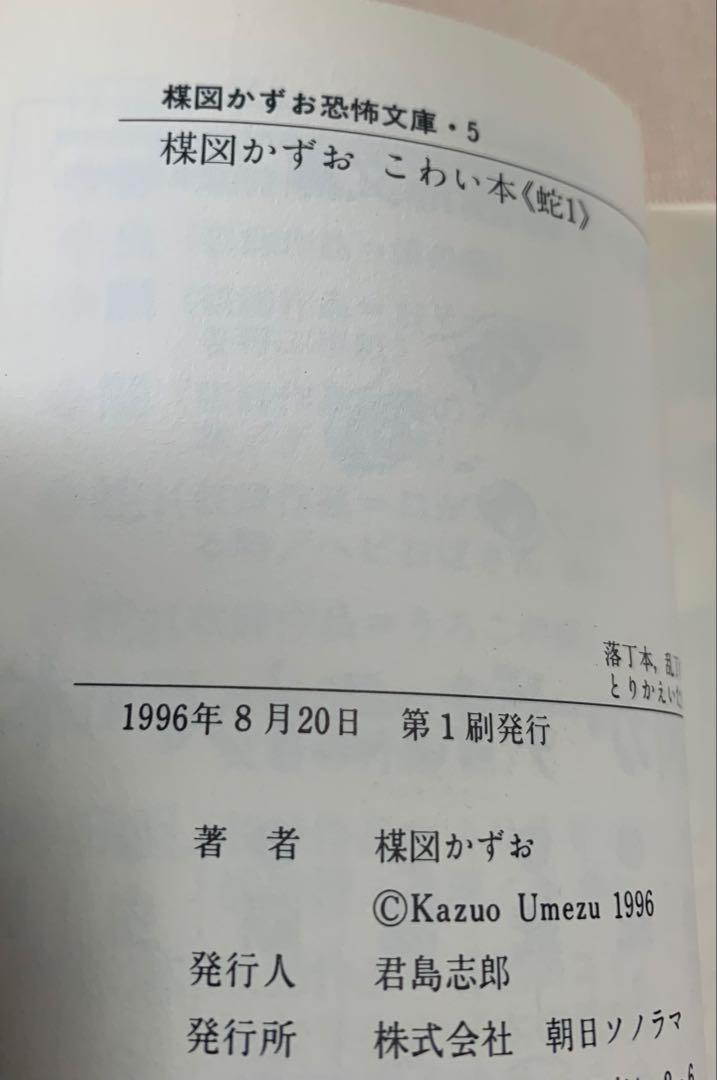 楳図かずお恐怖文庫・5
楳図かずお こわい本《蛇1》
落丁本，乱丁
とりかえいた
1996年8月20日 第1刷発行
著 者 楳図かずお
©Kazuo Umezu 1996
発行人 君島志郎
発行所 株式会社 朝日ソノラマ